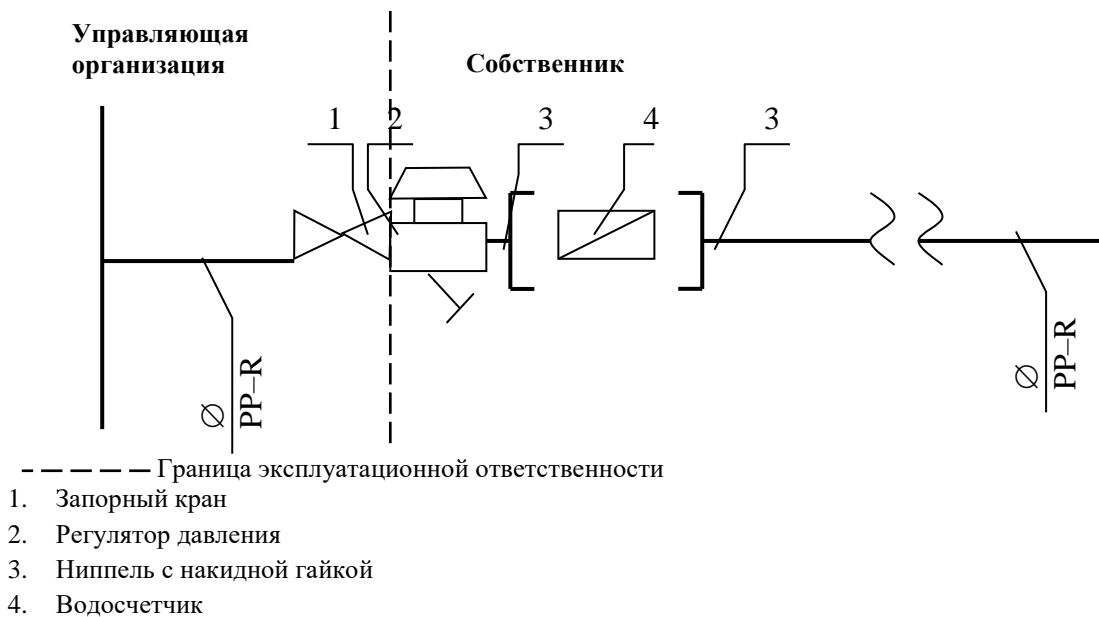 Управляющая
организация
Собственник
1 2 3 4 3
∅
PP–R
∅
PP–R
Граница эксплуатационной ответственности
1. Запорный кран
2. Регулятор давления
3. Ниппель с накидной гайкой
4. Водосчетчик